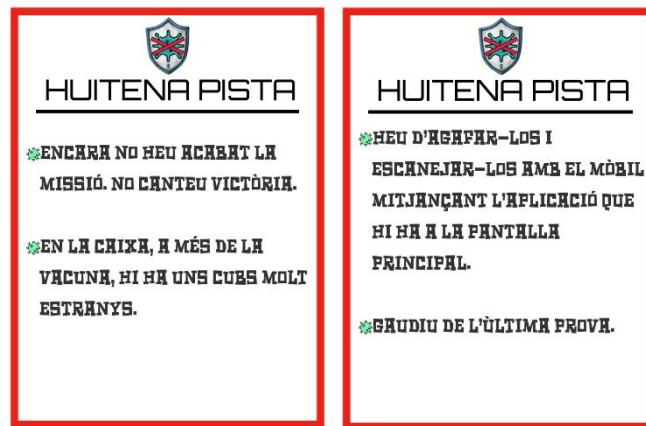 HUITENA PISTA
ENCARA NO HEU ACABAT LA
MISSIÓ. NO CANTEU VICTÒRIA.
EN LA CAIXA, A MÉS DE LA
VACUNA, HI HA UNS CUBS MOLT
ESTRANYS.
HUITENA PISTA
HEU D'AGAFAR-LOS I
ESCANEJAR-LOS AMB EL MÒBIL
MITJANÇANT L'APLICACIÓ QUE
HI HA A LA PANTALLA
PRINCIPAL.
GAUDIU DE L'ÙLTIMA PROVA.